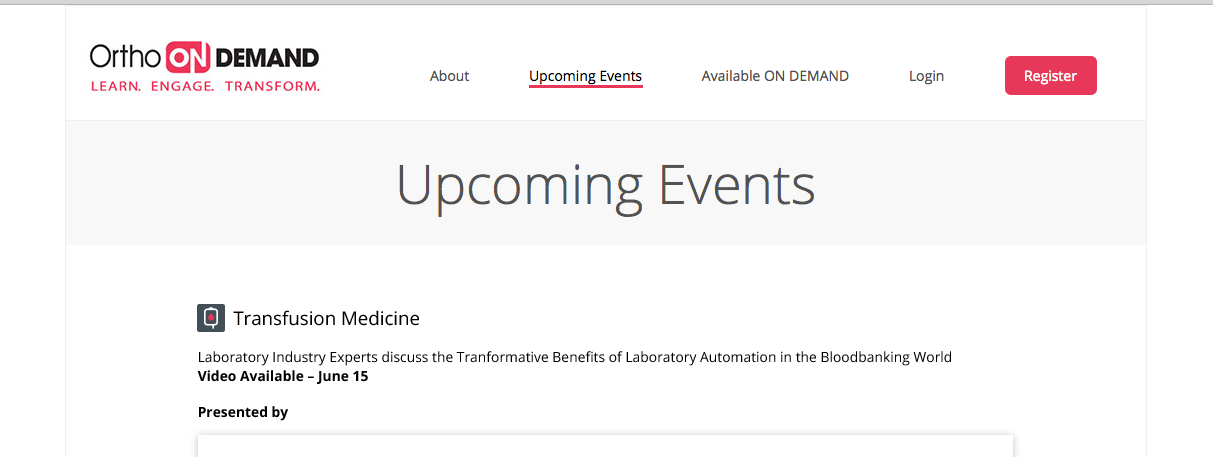 Ortho ON DEMAND
LEARN. ENGAGE. TRANSFORM.
About
Upcoming Events
Available ON DEMAND
Login
Register
Upcoming Events
Transfusion Medicine
Laboratory Industry Experts discuss the Tranformative Benefits of Laboratory Automation in the Bloodbanking World
Video Available – June 15
Presented by